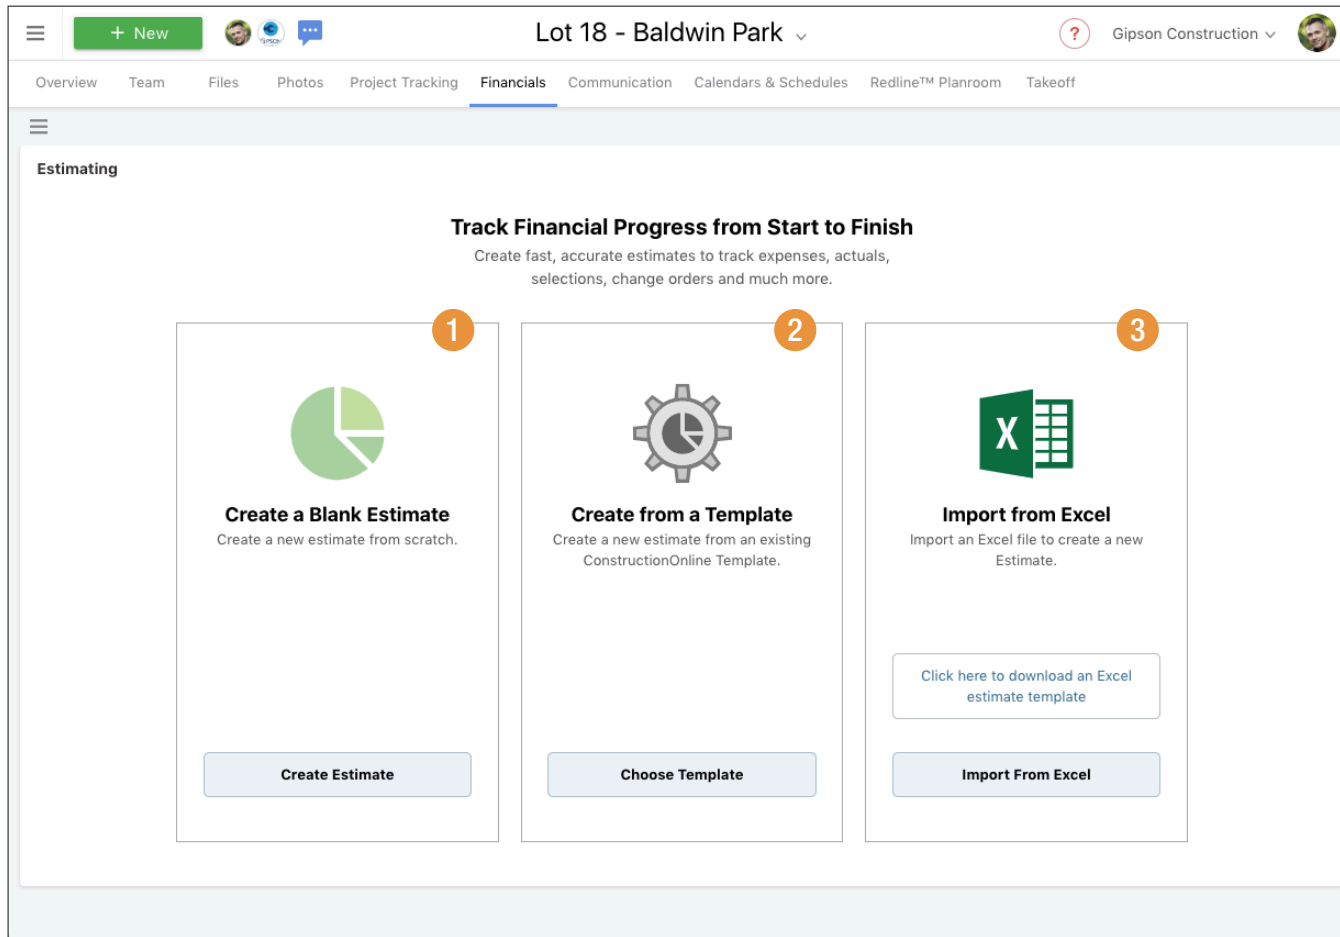 + New
Lot 18 - Baldwin Park
?
Gipson Construction
Overview Team Files Photos Project Tracking Financials Communication Calendars & Schedules Redline™ Planroom Takeoff
Estimating
Track Financial Progress from Start to Finish
Create fast, accurate estimates to track expenses, actuals,
selections, change orders and much more.
1
Create a Blank Estimate
Create a new estimate from scratch.
Create Estimate
2
Create from a Template
Create a new estimate from an existing
ConstructionOnline Template.
Choose Template
3
X
Import from Excel
Import an Excel file to create a new
Estimate.
Click here to download an Excel
estimate template
Import From Excel